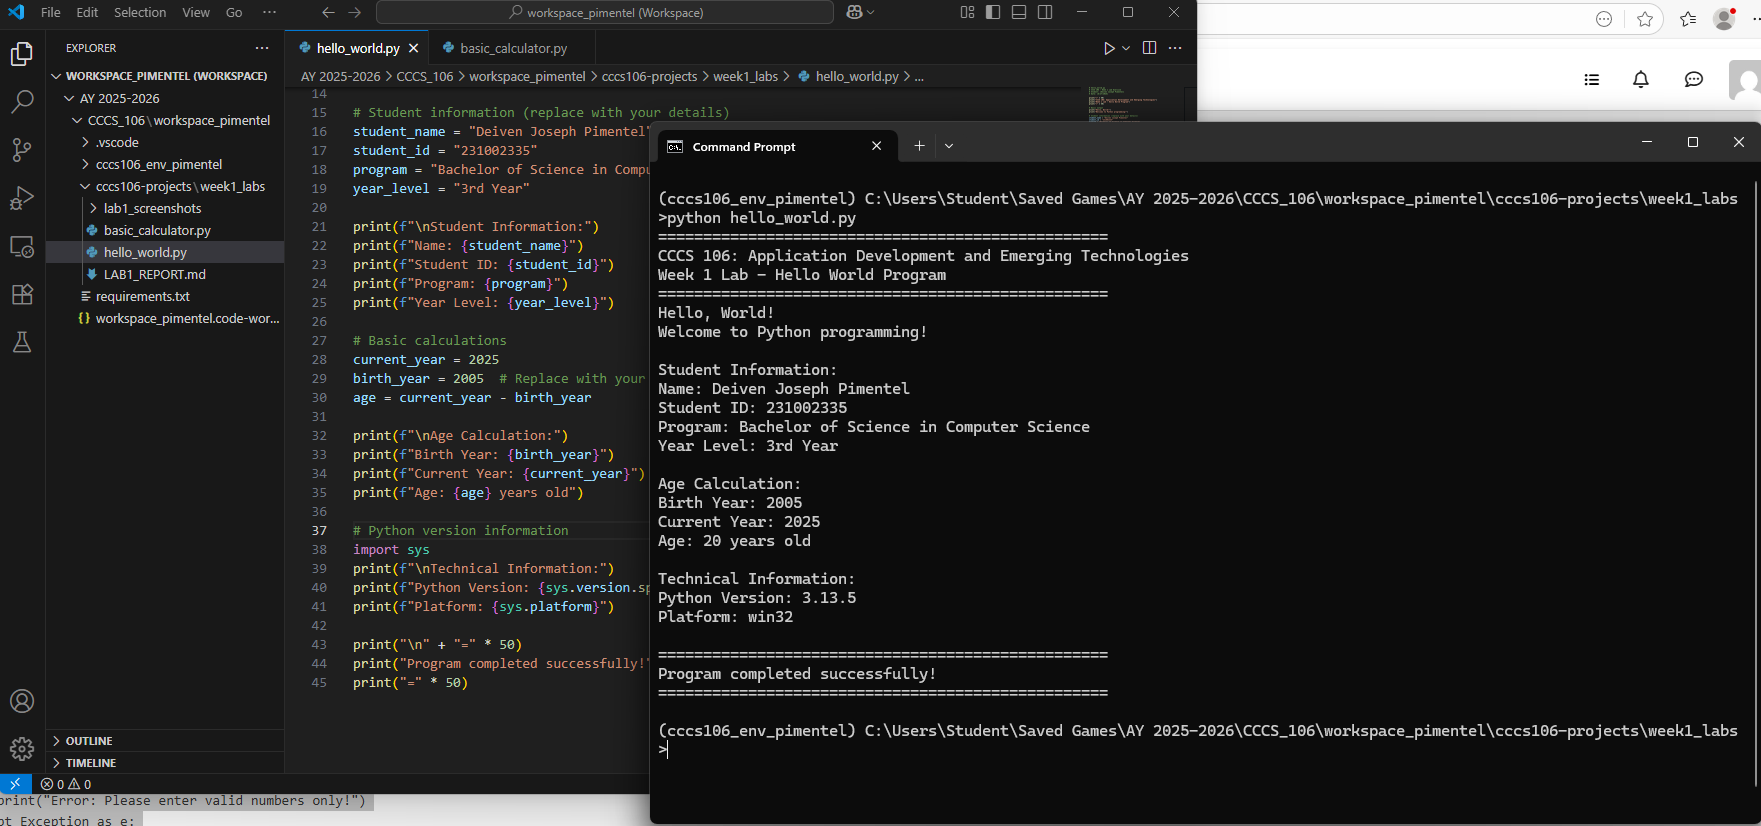 File Edit Selection View Go ··· workspace_pimentel (Workspace)
EXPLORER ···
WORKSPACE_PIMENTEL (WORKSPACE)
AY 2025-2026
CCCS_106\workspace_pimentel
.vscode
cccs106_env_pimentel
cccs106-projects\week1_labs
lab1_screenshots
basic_calculator.py
hello_world.py
LAB1_REPORT.md
requirements.txt
{} workspace_pimentel.code-wor...
OUTLINE
TIMELINE
0 0
hello_world.py basic_calculator.py
AY 2025-2026 > CCCS_106 > workspace_pimentel > cccs106-projects > week1_labs > hello_world.py > ...
14
15 # Student information (replace with your details)
16 student_name = "Deiven Joseph Pimentel"
17 student_id = "231002335"
18 program = "Bachelor of Science in Compu
19 year_level = "3rd Year"
20
21 print(f"\nStudent Information:")
22 print(f"Name: {student_name}")
23 print(f"Student ID: {student_id}")
24 print(f"Program: {program}")
25 print(f"Year Level: {year_level}")
26
27 # Basic calculations
28 current_year = 2025
29 birth_year = 2005  # Replace with your
30 age = current_year - birth_year
31
32 print(f"\nAge Calculation:")
33 print(f"Birth Year: {birth_year}")
34 print(f"Current Year: {current_year}")
35 print(f"Age: {age} years old")
36
37 # Python version information
38 import sys
39 print(f"\nTechnical Information:")
40 print(f"Python Version: {sys.version.sp
41 print(f"Platform: {sys.platform}")
42
43 print("\n" + "=" * 50)
44 print("Program completed successfully!"
45 print("=" * 50)
Command Prompt
(cccs106_env_pimentel) C:\Users\Student\Saved Games\AY 2025-2026\CCCS_106\workspace_pimentel\cccs106-projects\week1_labs
>python hello_world.py
==================================================
CCCS 106: Application Development and Emerging Technologies
Week 1 Lab - Hello World Program
==================================================
Hello, World!
Welcome to Python programming!
Student Information:
Name: Deiven Joseph Pimentel
Student ID: 231002335
Program: Bachelor of Science in Computer Science
Year Level: 3rd Year
Age Calculation:
Birth Year: 2005
Current Year: 2025
Age: 20 years old
Technical Information:
Python Version: 3.13.5
Platform: win32
==================================================
Program completed successfully!
==================================================
(cccs106_env_pimentel) C:\Users\Student\Saved Games\AY 2025-2026\CCCS_106\workspace_pimentel\cccs106-projects\week1_labs
>
print("Error: Please enter valid numbers only!")
pt Exception as e: